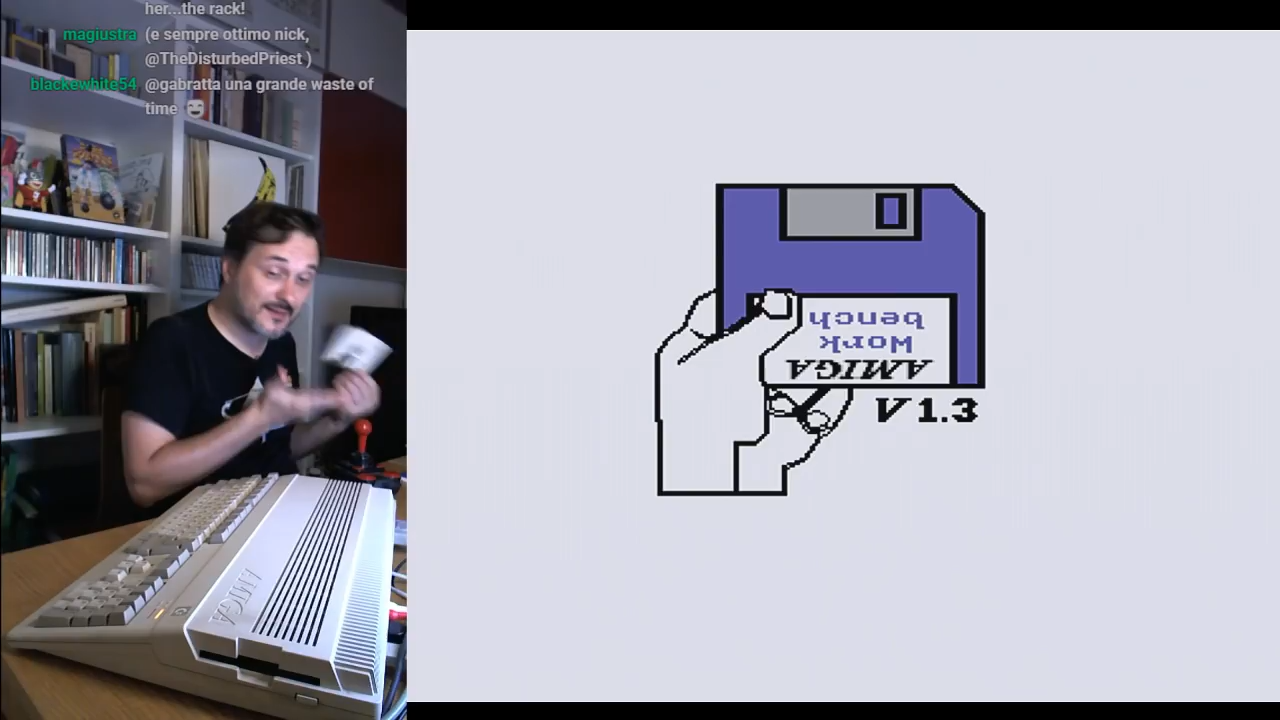 her...the rack!
magiustra (e sempre ottimo nick,
@TheDisturbedPriest )
blackewhite54 @gabratta una grande waste of
time
AMIGA
Work
bench
V1.3
AMIGA